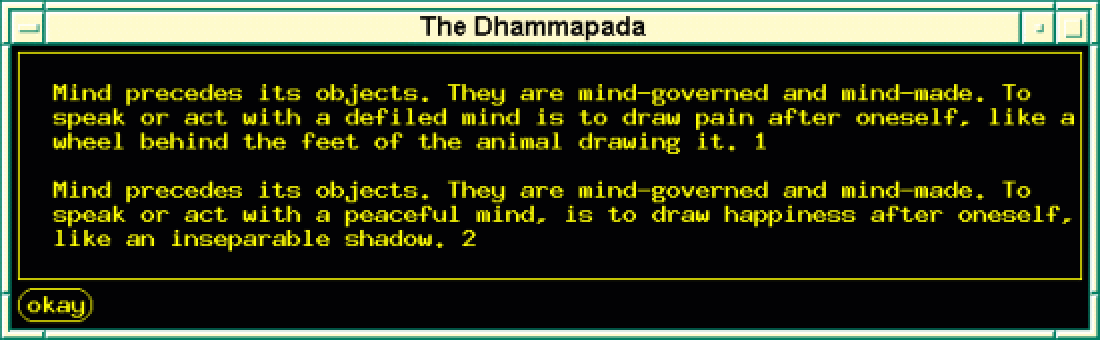 The Dhammapada
Mind precedes its objects. They are mind-governed and mind-made. To
speak or act with a defiled mind is to draw pain after oneself, like a
wheel behind the feet of the animal drawing it. 1
Mind precedes its objects. They are mind-governed and mind-made. To
speak or act with a peaceful mind, is to draw happiness after oneself,
like an inseparable shadow. 2
okay